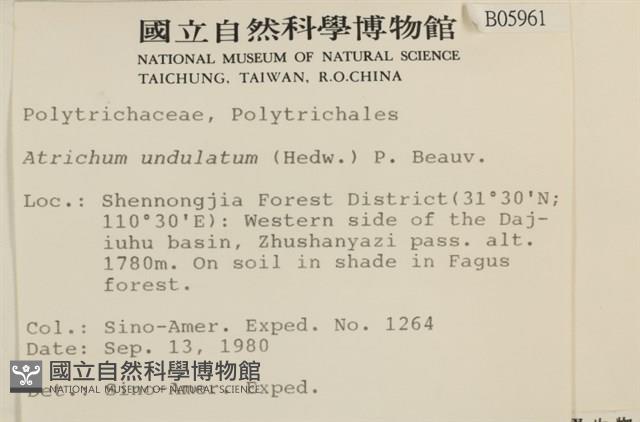 國立自然科學博物館
B05961
NATIONAL MUSEUM OF NATURAL SCIENCE
TAICHUNG, TAIWAN, R.O.CHINA
Polytrichaceae, Polytrichales
Atrichum undulatum (Hedw.) P. Beauv.
Loc.: Shennongjia Forest District(31°30'N;
110°30'E): Western side of the Daj-
iuhu basin, Zhushanyazi pass. alt.
1780m. On soil in shade in Fagus
forest.
Col.: Sino-Amer. Exped. No. 1264
Date: Sep. 13, 1980
國立自然科學博物館
NATIONAL MUSEUM OF NATURAL SCIENCE
Det.: Sino-Amer. Exped.